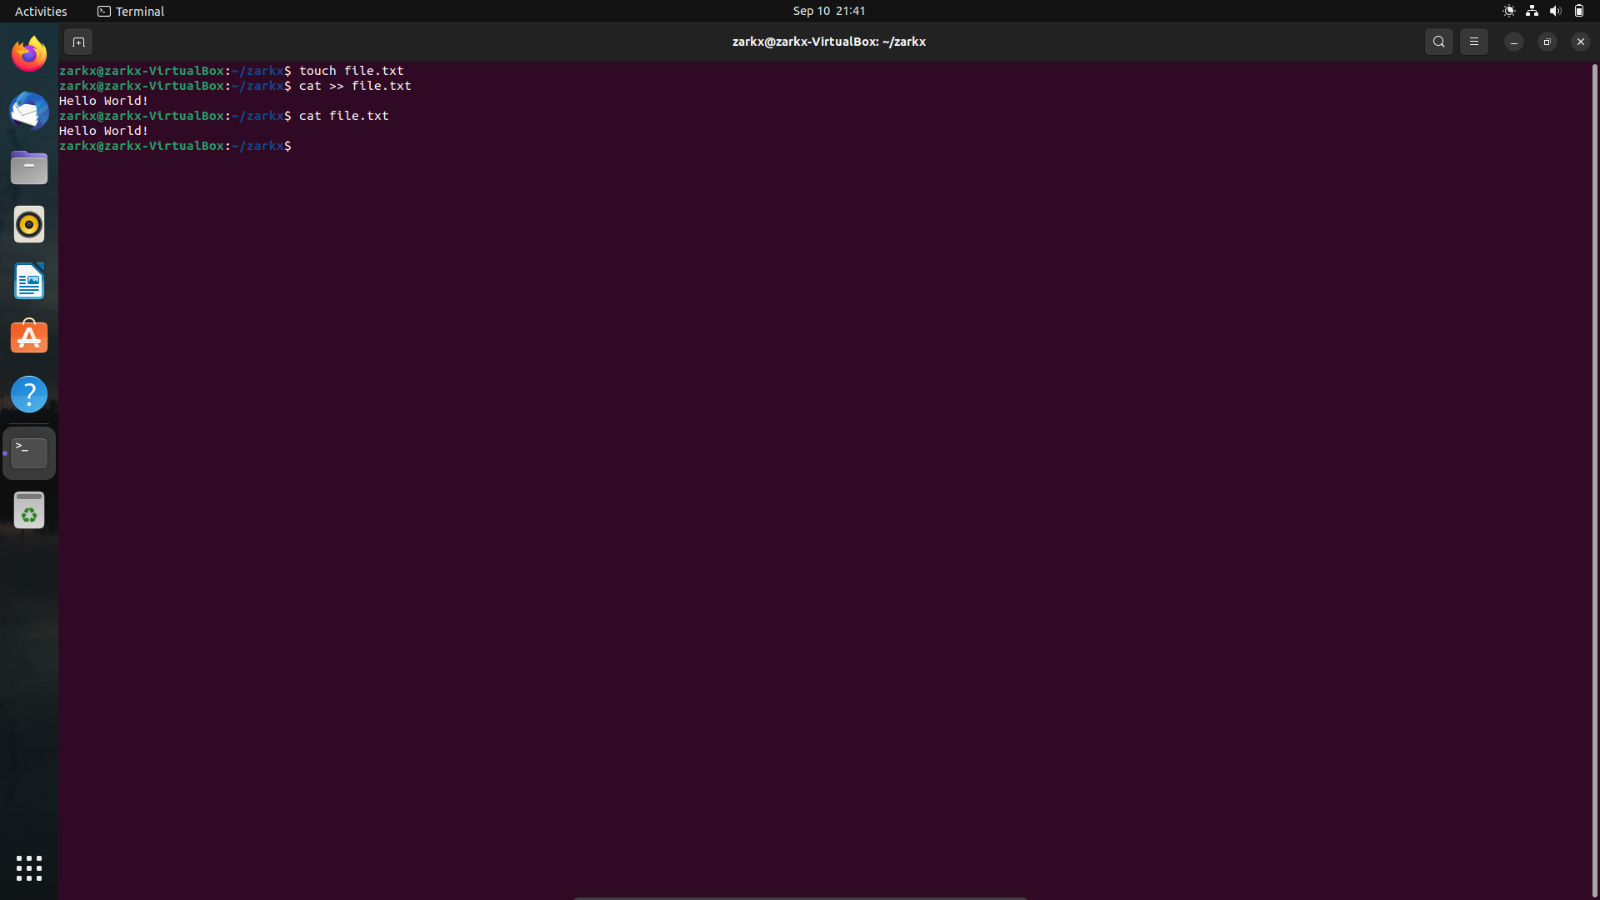 Activities Terminal Sep 10 21:41
zarkx@zarkx-VirtualBox: ~/zarkx
zarkx@zarkx-VirtualBox:~/zarkx$ touch file.txt
zarkx@zarkx-VirtualBox:~/zarkx$ cat >> file.txt
Hello World!
zarkx@zarkx-VirtualBox:~/zarkx$ cat file.txt
Hello World!
zarkx@zarkx-VirtualBox:~/zarkx$